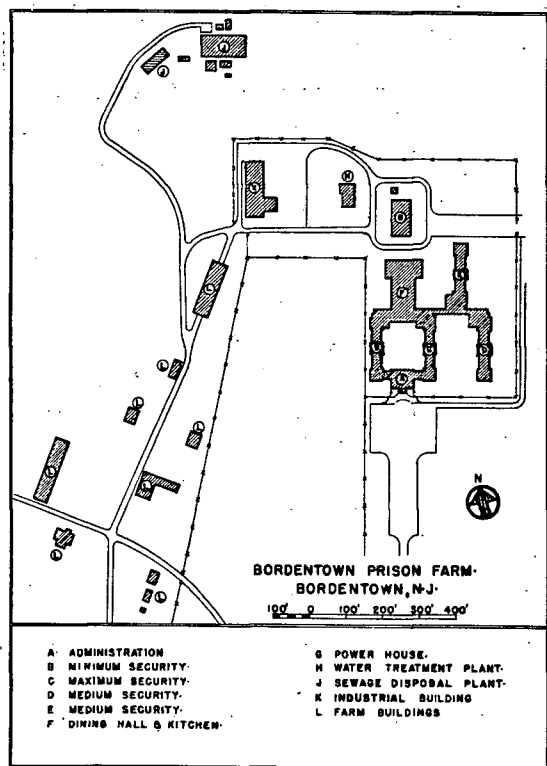 J
J
K
H
G
L
F
E
L
B
C
D
A
L
L
L
L
L
L
L
N
BORDENTOWN PRISON FARM.
BORDENTOWN, N.J.
100' 0 100' 200' 300' 400'
A ADMINISTRATION
B MINIMUM SECURITY.
C MAXIMUM SECURITY.
D MEDIUM SECURITY.
E MEDIUM SECURITY.
F DINING HALL & KITCHEN.
G POWER HOUSE.
H WATER TREATMENT PLANT.
J SEWAGE DISPOSAL PLANT.
K INDUSTRIAL BUILDING
L FARM BUILDINGS